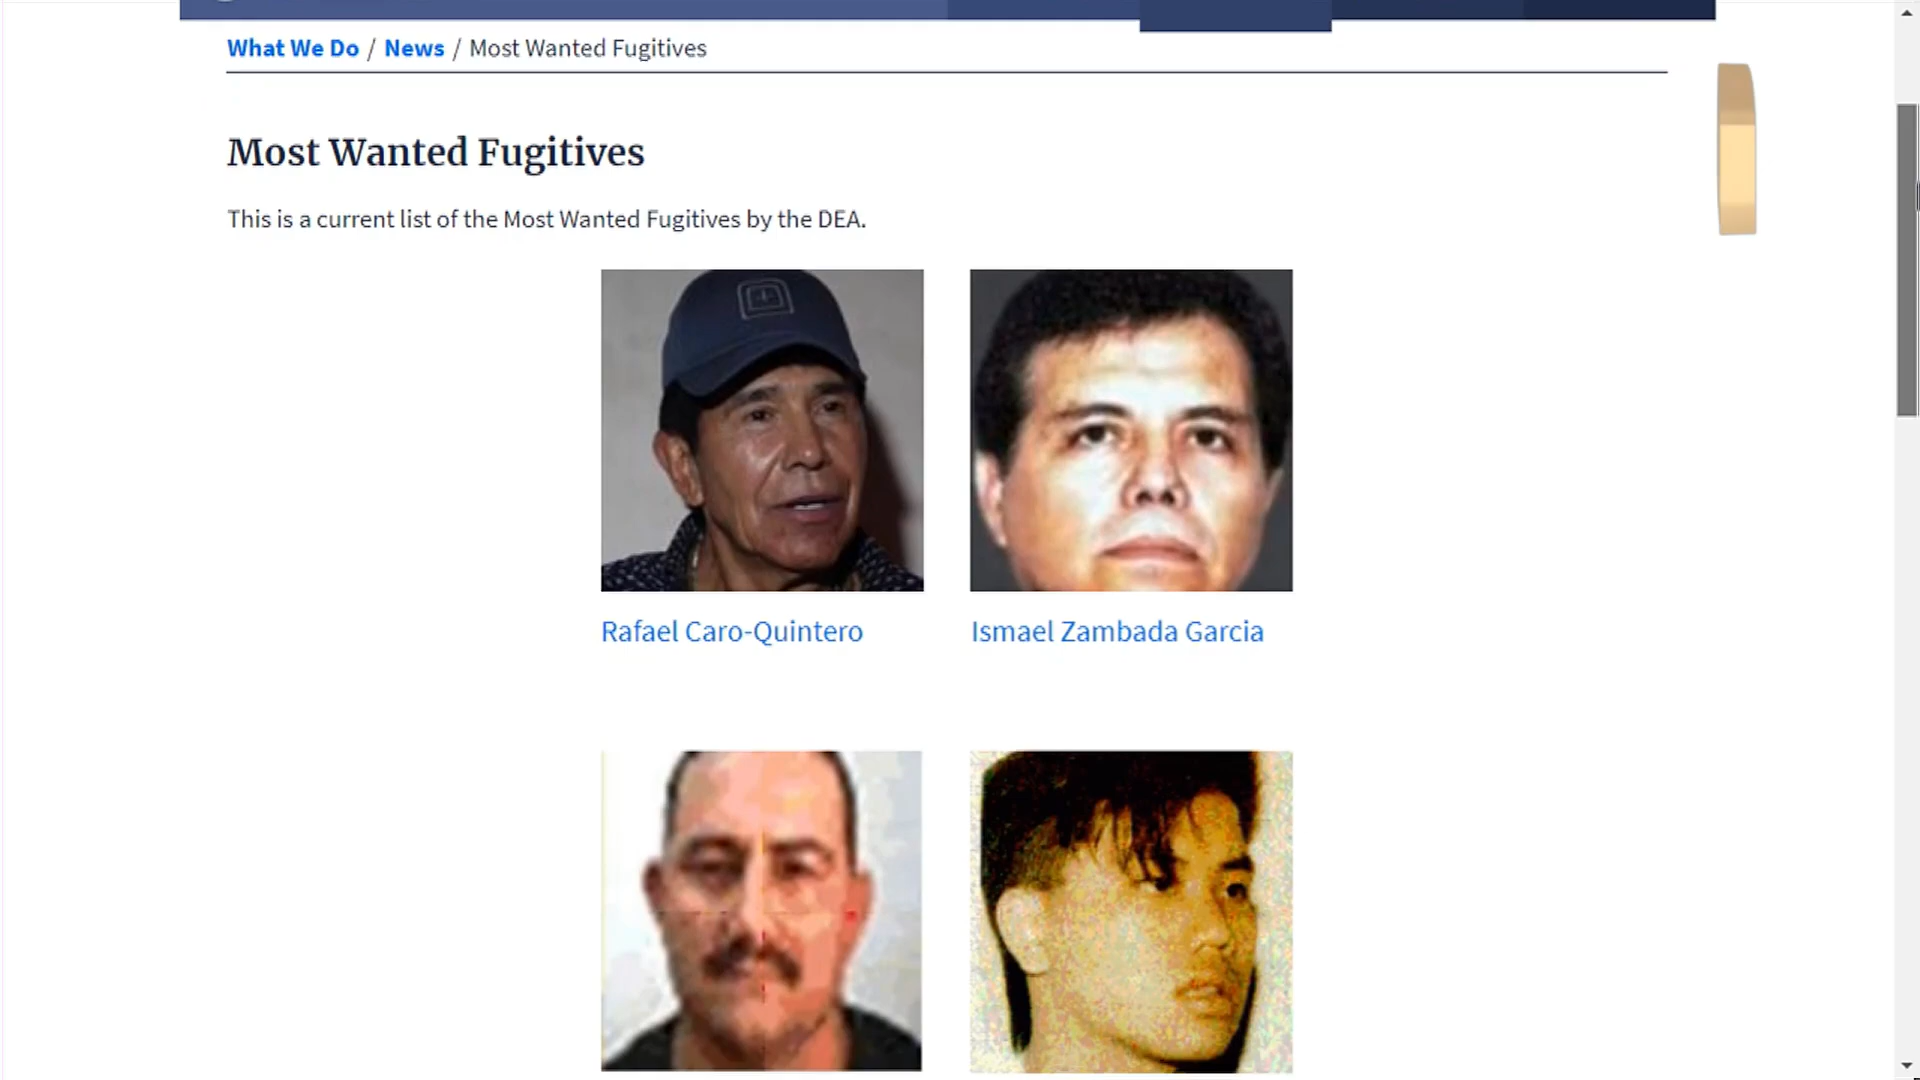 What We Do / News / Most Wanted Fugitives
Most Wanted Fugitives
This is a current list of the Most Wanted Fugitives by the DEA.
Rafael Caro-Quintero
Ismael Zambada Garcia